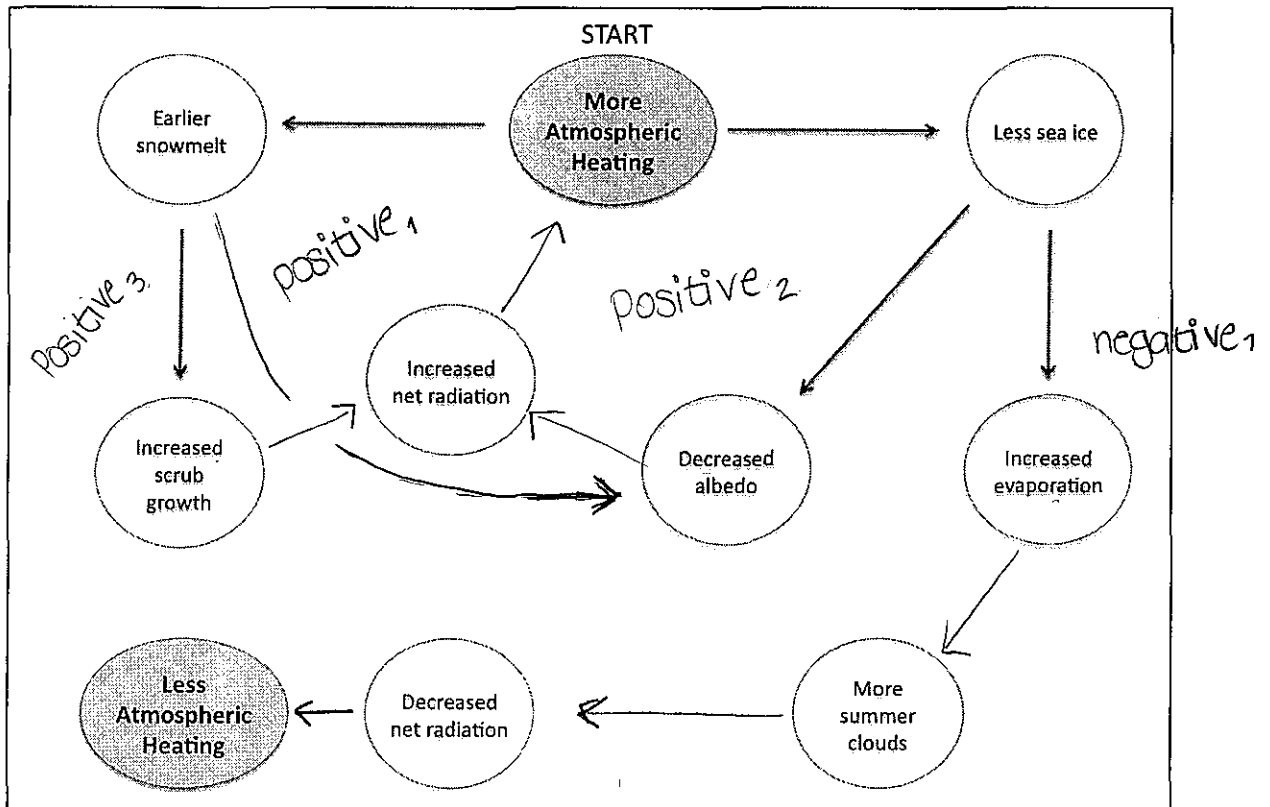 START
Earlier
snowmelt
More
Atmospheric
Heating
Less sea ice
positive 1
positive 2
Positive 3.
negative 1
Increased
net radiation
Increased
scrub
growth
Decreased
albedo
Increased
evaporation
Less
Atmospheric
Heating
Decreased
net radiation
More
summer
clouds